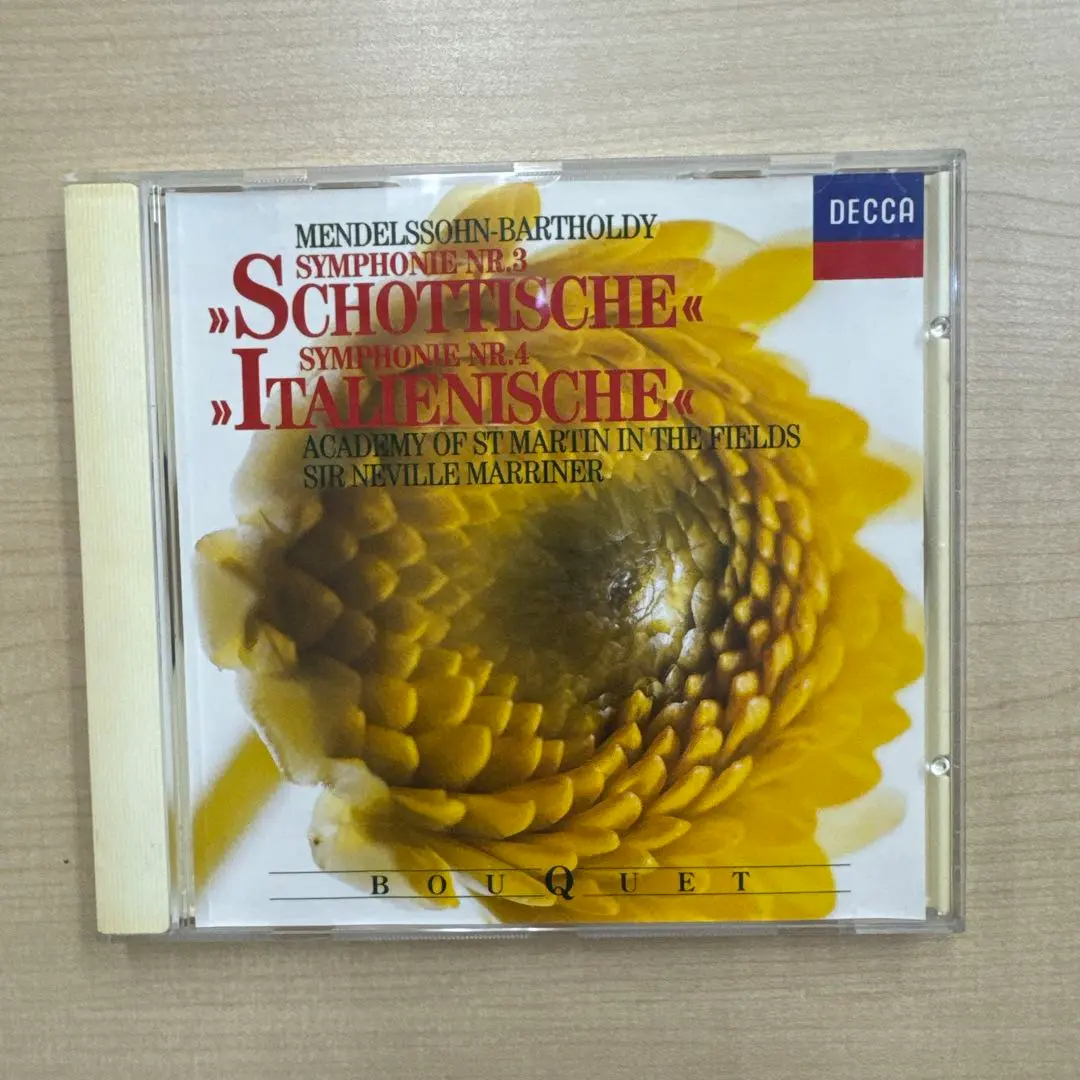 MENDELSSOHN-BARTHOLDY
SYMPHONIE NR.3
»SCHOTTISCHE«
SYMPHONIE NR.4
»ITALIENISCHE«
ACADEMY OF ST MARTIN IN THE FIELDS
SIR NEVILLE MARRINER
DECCA
BOUQUET